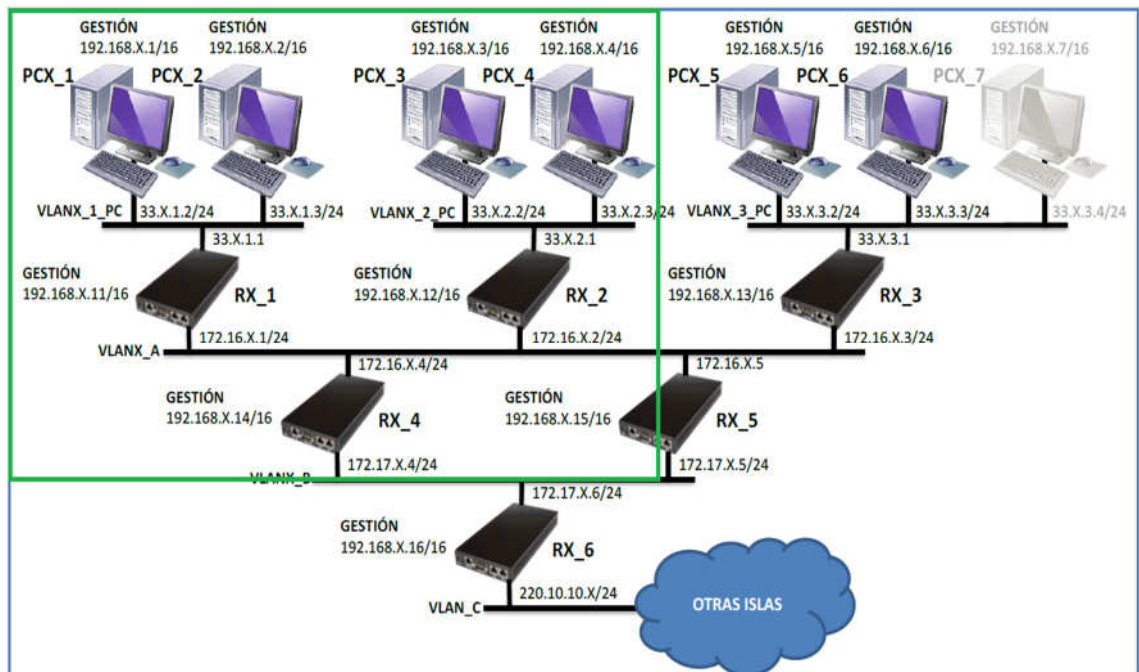 GESTIÓN
192.168.X.1/16
GESTIÓN
192.168.X.2/16
GESTIÓN
192.168.X.3/16
GESTIÓN
192.168.X.4/16
GESTIÓN
192.168.X.5/16
GESTIÓN
192.168.X.6/16
GESTIÓN
192.168.X.7/16
PCX_1
PCX_2
PCX_3
PCX_4
PCX_5
PCX_6
PCX_7
VLANX_1_PC
33.X.1.2/24
33.X.1.3/24
VLANX_2_PC
33.X.2.2/24
33.X.2.3/24
VLANX_3_PC
33.X.3.2/24
33.X.3.3/24
33.X.3.4/24
33.X.1.1
33.X.2.1
33.X.3.1
GESTIÓN
192.168.X.11/16
RX_1
GESTIÓN
192.168.X.12/16
RX_2
GESTIÓN
192.168.X.13/16
RX_3
172.16.X.1/24
172.16.X.2/24
172.16.X.3/24
VLANX_A
172.16.X.4/24
172.16.X.5
GESTIÓN
192.168.X.14/16
RX_4
GESTIÓN
192.168.X.15/16
RX_5
172.17.X.4/24
172.17.X.5/24
VLANX_B
172.17.X.6/24
GESTIÓN
192.168.X.16/16
RX_6
220.10.10.X/24
VLAN_C
OTRAS ISLAS